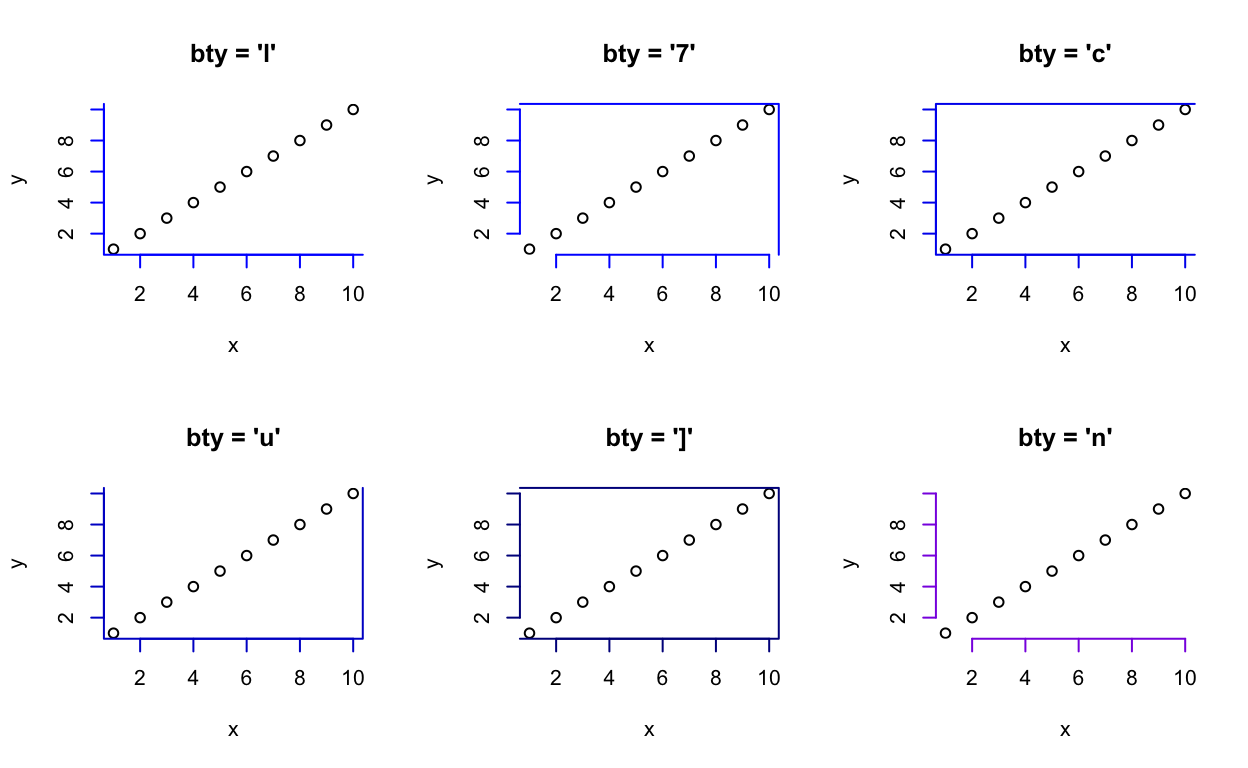 bty = 'l' bty = '7' bty = 'c'
y 2 4 6 8 y 2 4 6 8 y 2 4 6 8
2 4 6 8 10 2 4 6 8 10 2 4 6 8 10
x x x
bty = 'u' bty = ']' bty = 'n'
y 2 4 6 8 y 2 4 6 8 y 2 4 6 8
2 4 6 8 10 2 4 6 8 10 2 4 6 8 10
x x x